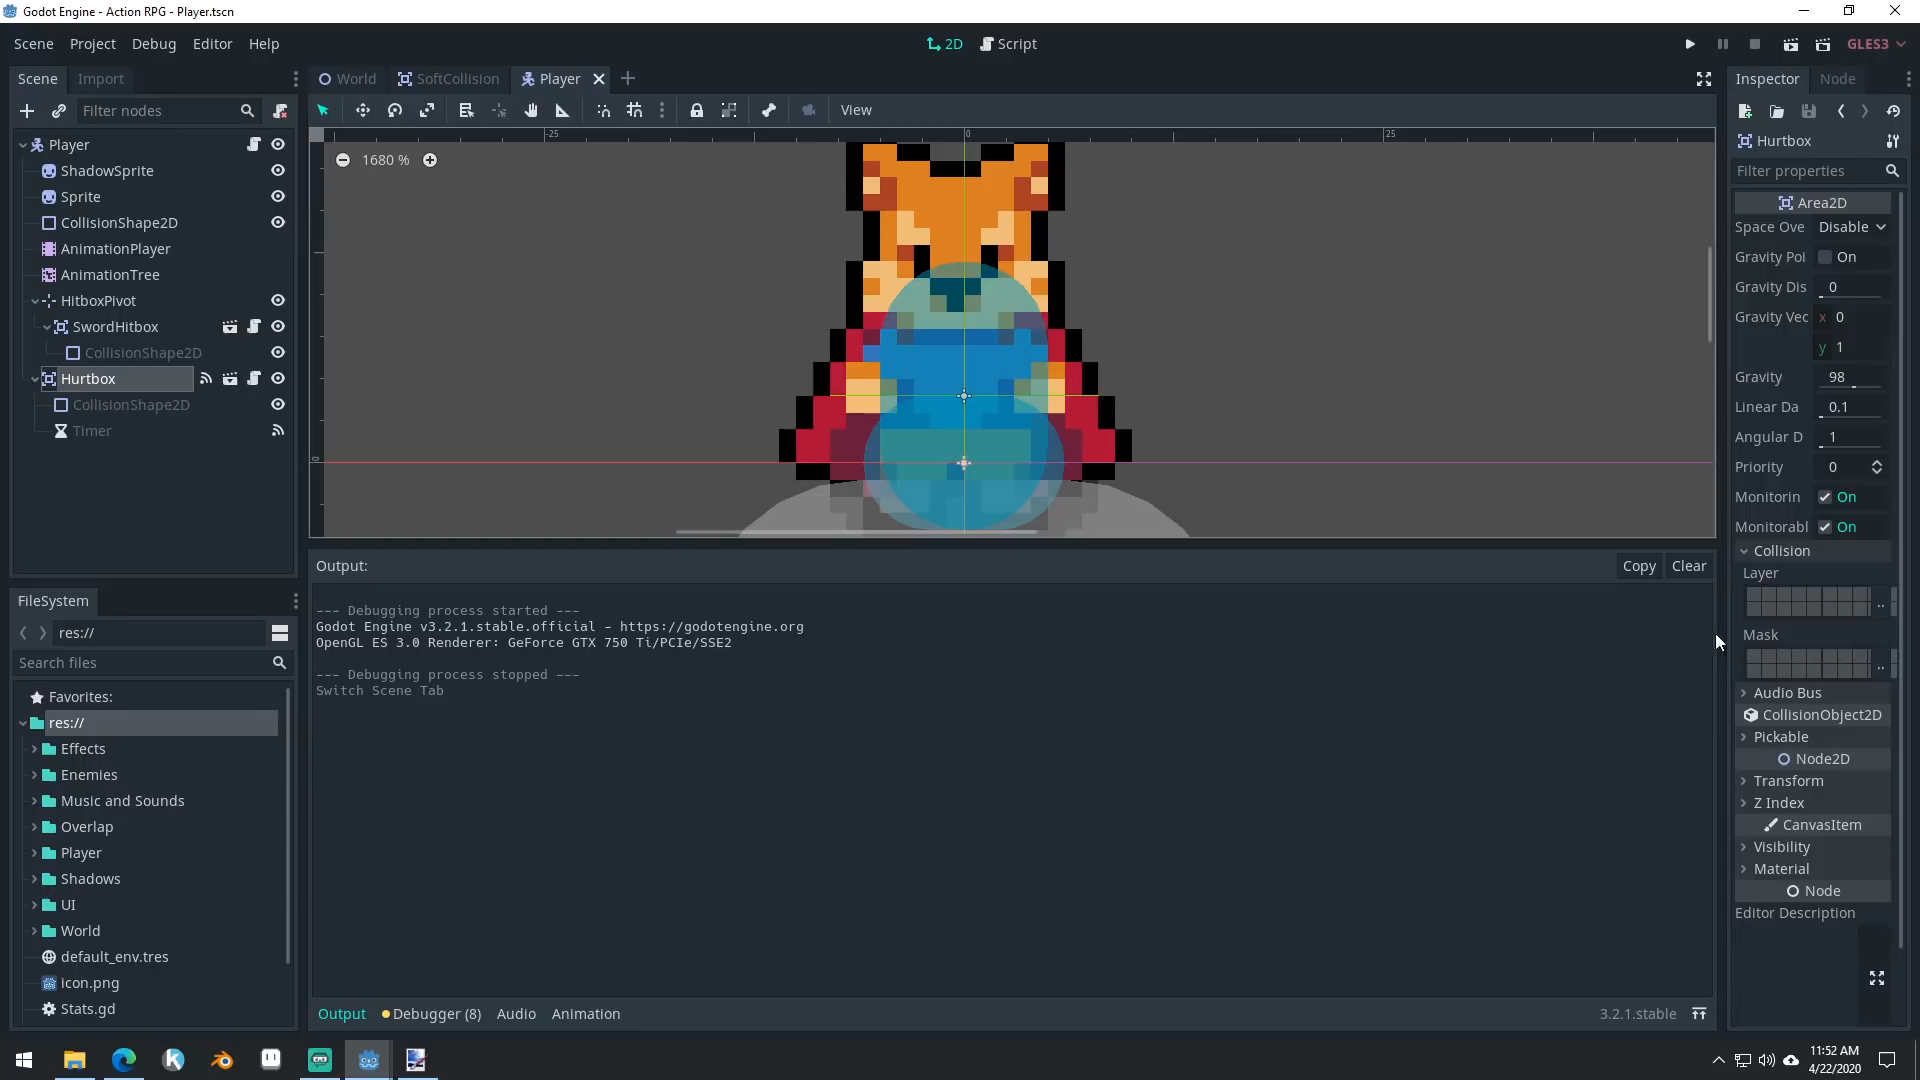 Godot Engine - Action RPG - Player.tscn
Scene Project Debug Editor Help
2D Script
GLES3
Scene Import
World SoftCollision Player
Inspector Node
Filter nodes
View
Player
ShadowSprite
Sprite
CollisionShape2D
AnimationPlayer
AnimationTree
HitboxPivot
SwordHitbox
CollisionShape2D
Hurtbox
CollisionShape2D
Timer
-25 0 25
1680 %
0
Hurtbox
Filter properties
Area2D
Space Ove Disable
Gravity Poi On
Gravity Dis 0
Gravity Vec x 0
y 1
Gravity 98
Linear Da 0.1
Angular D 1
Priority 0
Monitorin On
Monitorabl On
Collision
Layer
..
Mask
..
Audio Bus
CollisionObject2D
Pickable
Node2D
Transform
Z Index
CanvasItem
Visibility
Material
Node
Editor Description
Output:
Copy Clear
--- Debugging process started ---
Godot Engine v3.2.1.stable.official - https://godotengine.org
OpenGL ES 3.0 Renderer: GeForce GTX 750 Ti/PCIe/SSE2
--- Debugging process stopped ---
Switch Scene Tab
Output Debugger (8) Audio Animation
3.2.1.stable
FileSystem
res://
Search files
Favorites:
res://
Effects
Enemies
Music and Sounds
Overlap
Player
Shadows
UI
World
default_env.tres
icon.png
Stats.gd
11:52 AM
4/22/2020